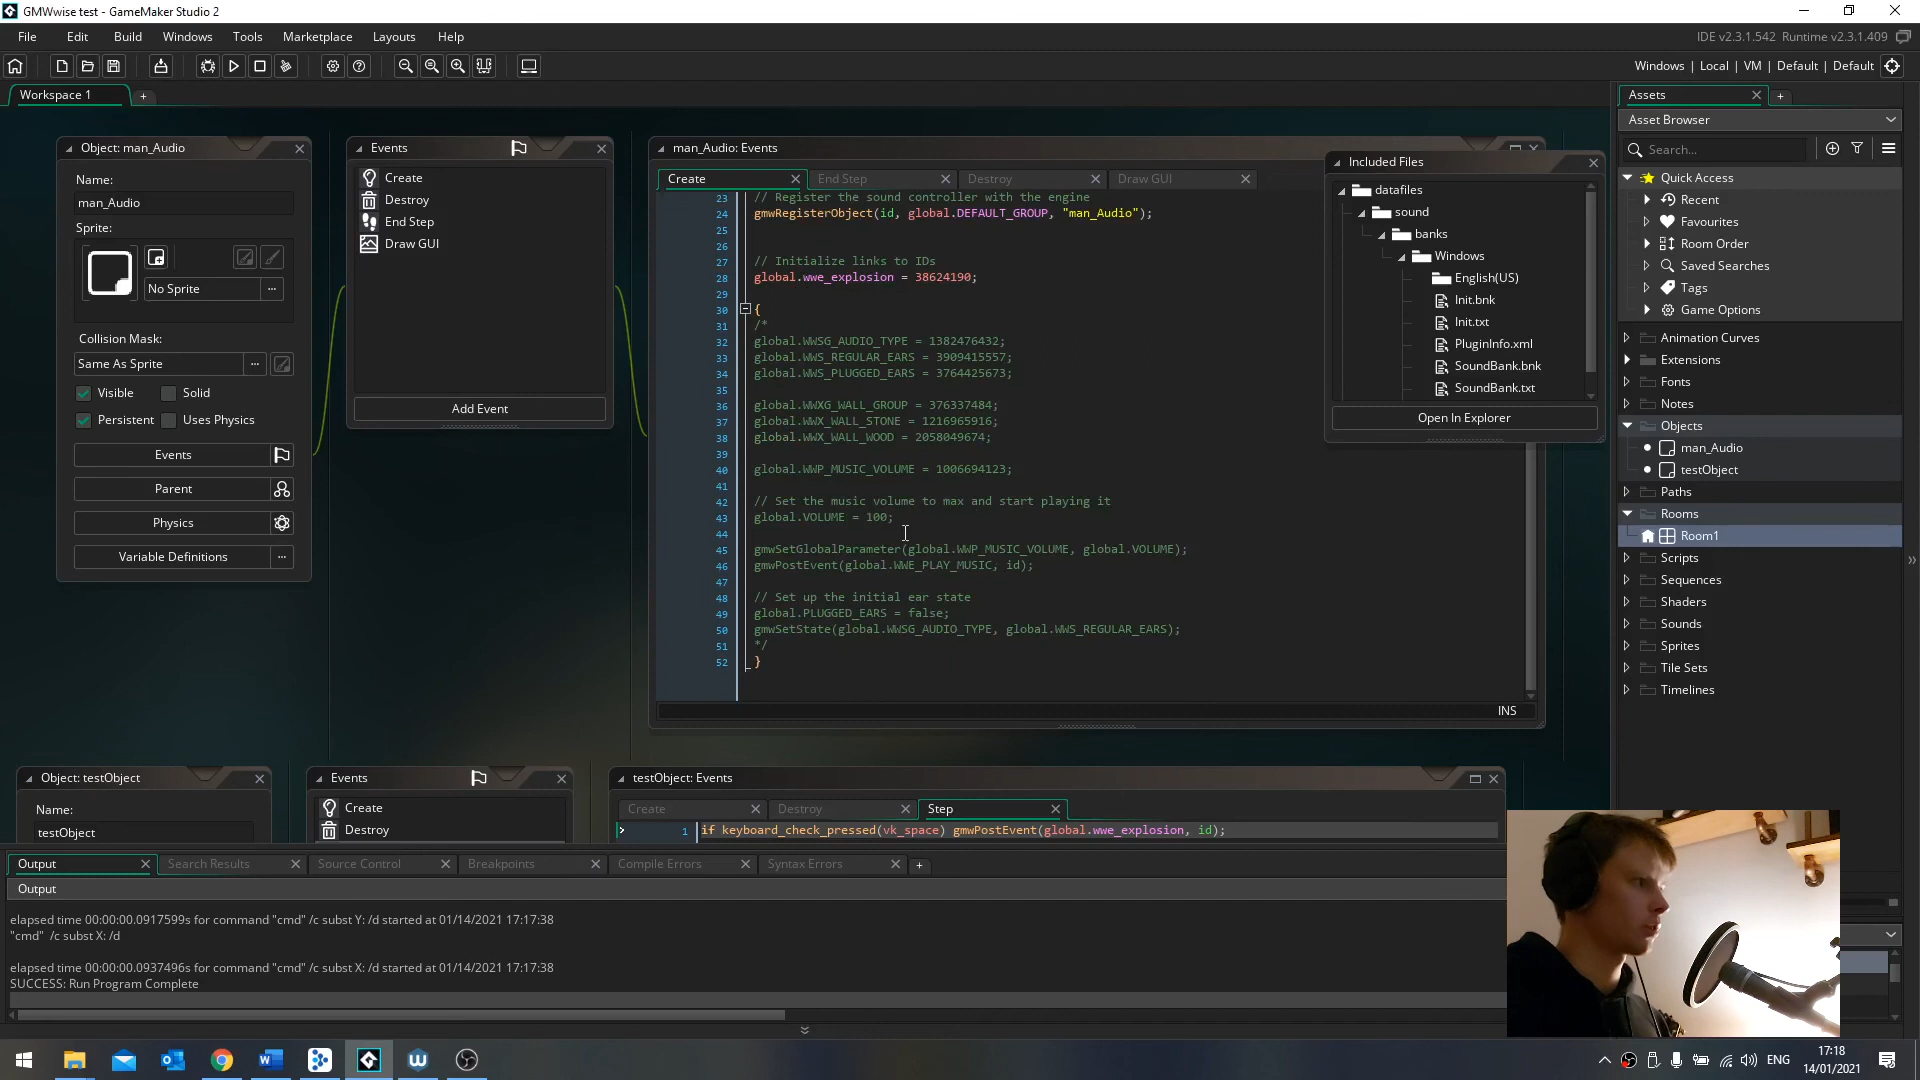 GMWwise test - GameMaker Studio 2
File Edit Build Windows Tools Marketplace Layouts Help
IDE v2.3.1.542 Runtime v2.3.1.409
Windows | Local | VM | Default | Default
Workspace 1
Object: man_Audio
Name:
man_Audio
Sprite:
No Sprite
Collision Mask:
Same As Sprite
Visible Solid
Persistent Uses Physics
Events
Parent
Physics
Variable Definitions
Events
Create
Destroy
End Step
Draw GUI
Add Event
man_Audio: Events
Create End Step Destroy Draw GUI
23 // Register the sound controller with the engine
24 gmwRegisterObject(id, global.DEFAULT_GROUP, "man_Audio");
25
26
27 // Initialize links to IDs
28 global.wwe_explosion = 38624190;
29
30 {
31 /*
32 global.WWSG_AUDIO_TYPE = 1382476432;
33 global.WWS_REGULAR_EARS = 3909415557;
34 global.WWS_PLUGGED_EARS = 3764425673;
35
36 global.WWXG_WALL_GROUP = 376337484;
37 global.WWX_WALL_STONE = 1216965916;
38 global.WWX_WALL_WOOD = 2058049674;
39
40 global.WWP_MUSIC_VOLUME = 1006694123;
41
42 // Set the music volume to max and start playing it
43 global.VOLUME = 100;
44
45 gmwSetGlobalParameter(global.WWP_MUSIC_VOLUME, global.VOLUME);
46 gmwPostEvent(global.WWE_PLAY_MUSIC, id);
47
48 // Set up the initial ear state
49 global.PLUGGED_EARS = false;
50 gmwSetState(global.WWSG_AUDIO_TYPE, global.WWS_REGULAR_EARS);
51 */
52 }
INS
Included Files
datafiles
sound
banks
Windows
English(US)
Init.bnk
Init.txt
PluginInfo.xml
SoundBank.bnk
SoundBank.txt
Open In Explorer
Assets
Asset Browser
Search...
Quick Access
Recent
Favourites
Room Order
Saved Searches
Tags
Game Options
Animation Curves
Extensions
Fonts
Notes
Objects
man_Audio
testObject
Paths
Rooms
Room1
Scripts
Sequences
Shaders
Sounds
Sprites
Tile Sets
Timelines
Object: testObject
Name:
testObject
Events
Create
Destroy
testObject: Events
Create Destroy Step
1 if keyboard_check_pressed(vk_space) gmwPostEvent(global.wwe_explosion, id);
Output Search Results Source Control Breakpoints Compile Errors Syntax Errors
Output
elapsed time 00:00:00.0917599s for command "cmd" /c subst Y: /d started at 01/14/2021 17:17:38
"cmd" /c subst X: /d
elapsed time 00:00:00.0937496s for command "cmd" /c subst X: /d started at 01/14/2021 17:17:38
SUCCESS: Run Program Complete
ENG
17:18
14/01/2021